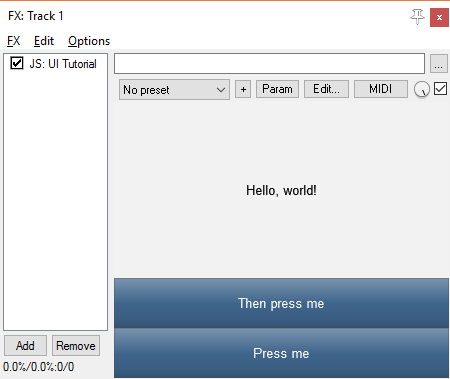 FX: Track 1
FX Edit Options
JS: UI Tutorial
...
No preset + Param Edit... MIDI
Hello, world!
Then press me
Press me
Add Remove
0.0%/0.0%:0/0